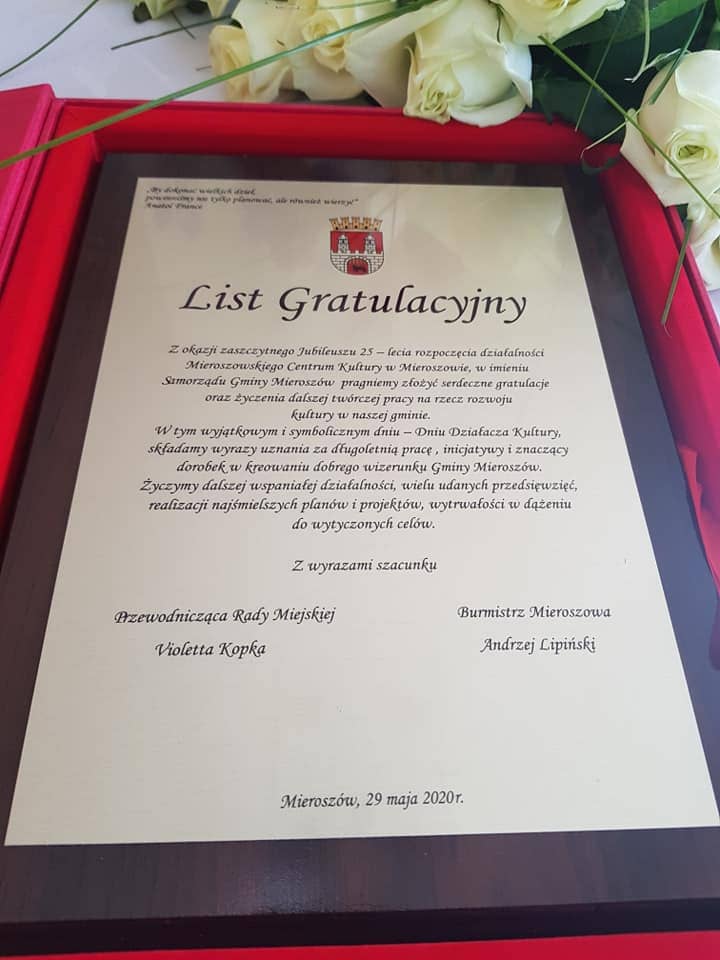 „By dokonać wielkich dzieł,
powinniśmy nie tylko planować, ale również wierzyć"
Anatol France
List Gratulacyjny
Z okazji zaszczytnego Jubileuszu 25 – lecia rozpoczęcia działalności
Mieroszowskiego Centrum Kultury w Mieroszowie, w imieniu
Samorządu Gminy Mieroszów pragniemy złożyć serdeczne gratulacje
oraz życzenia dalszej twórczej pracy na rzecz rozwoju
kultury w naszej gminie.
W tym wyjątkowym i symbolicznym dniu – Dniu Działacza Kultury,
składamy wyrazy uznania za długoletnią pracę , inicjatywy i znaczący
dorobek w kreowaniu dobrego wizerunku Gminy Mieroszów.
Życzymy dalszej wspaniałej działalności, wielu udanych przedsięwzięć,
realizacji najśmielszych planów i projektów, wytrwałości w dążeniu
do wytyczonych celów.
Z wyrazami szacunku
Przewodnicząca Rady Miejskiej
Violetta Kopka
Burmistrz Mieroszowa
Andrzej Lipiński
Mieroszów, 29 maja 2020 r.